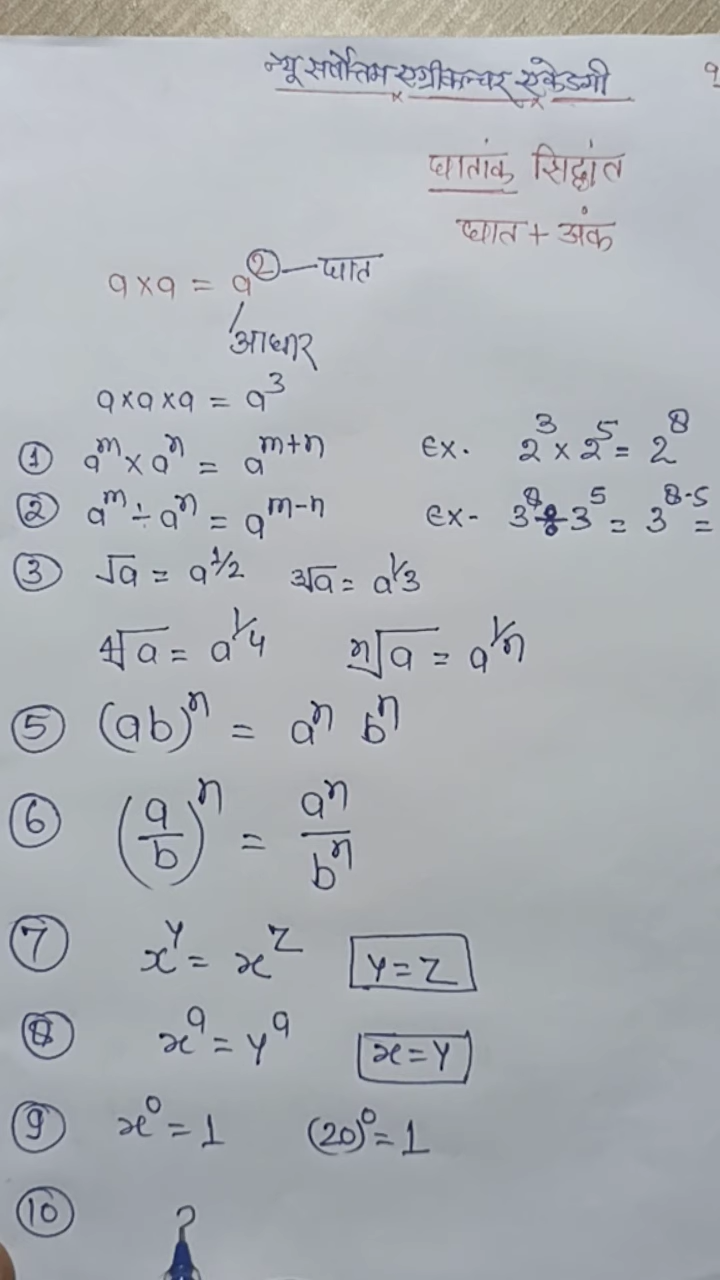 न्यू सर्वोत्तम एग्रीकल्चर एकेडमी
घातांक सिद्धांत
घात + अंक
a×a = a² — घात
आधार
a×a×a = a³
① aᵐ × aⁿ = aᵐ⁺ⁿ ex. 2³ × 2⁵ = 2⁸
② aᵐ ÷ aⁿ = aᵐ⁻ⁿ ex- 3⁸ ÷ 3⁵ = 3⁸⁻⁵ =
③ √a = a^1/2 ∛a = a^1/3
∜a = a^1/4 ⁿ√a = a^1/n
⑤ (ab)ⁿ = aⁿ bⁿ
⑥ (a/b)ⁿ = aⁿ/bⁿ
⑦ x^y = x^z y=z
⑧ xᵃ = yᵃ x=y
⑨ x⁰ = 1 (20)⁰ = 1
⑩